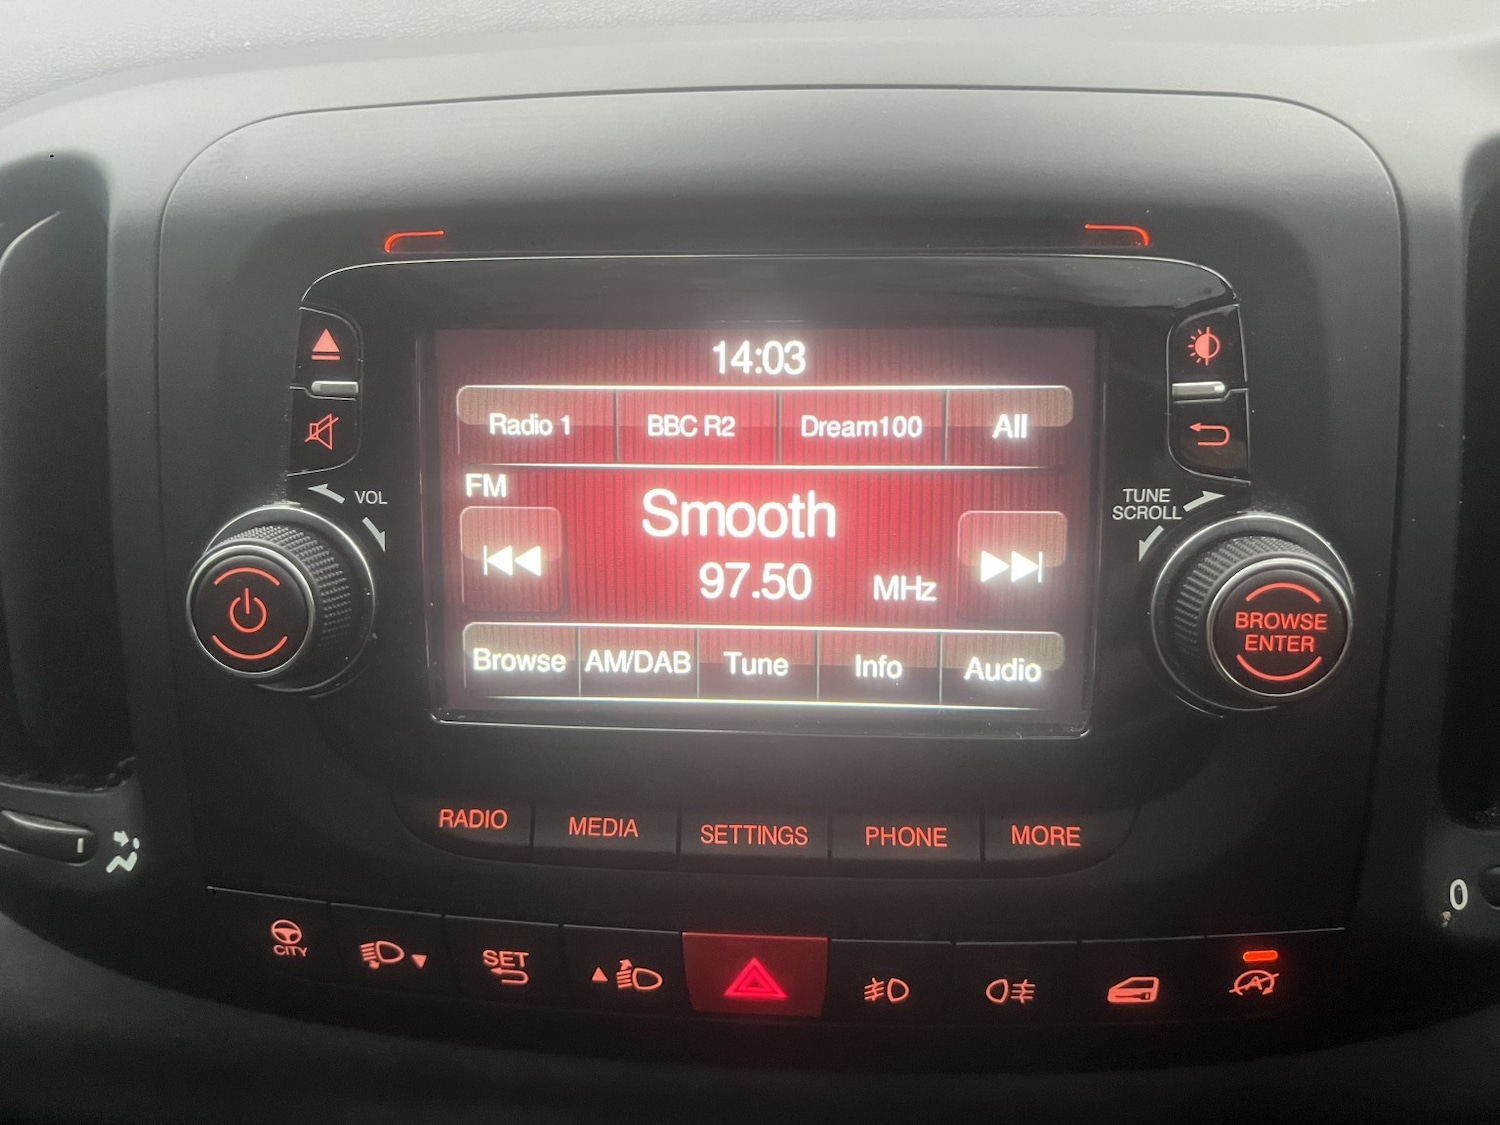 14:03
Radio 1 BBC R2 Dream100 All
FM
Smooth
97.50 MHz
Browse AM/DAB Tune Info Audio
VOL
TUNE
SCROLL
BROWSE
ENTER
RADIO MEDIA SETTINGS PHONE MORE
CITY
SET
A
0